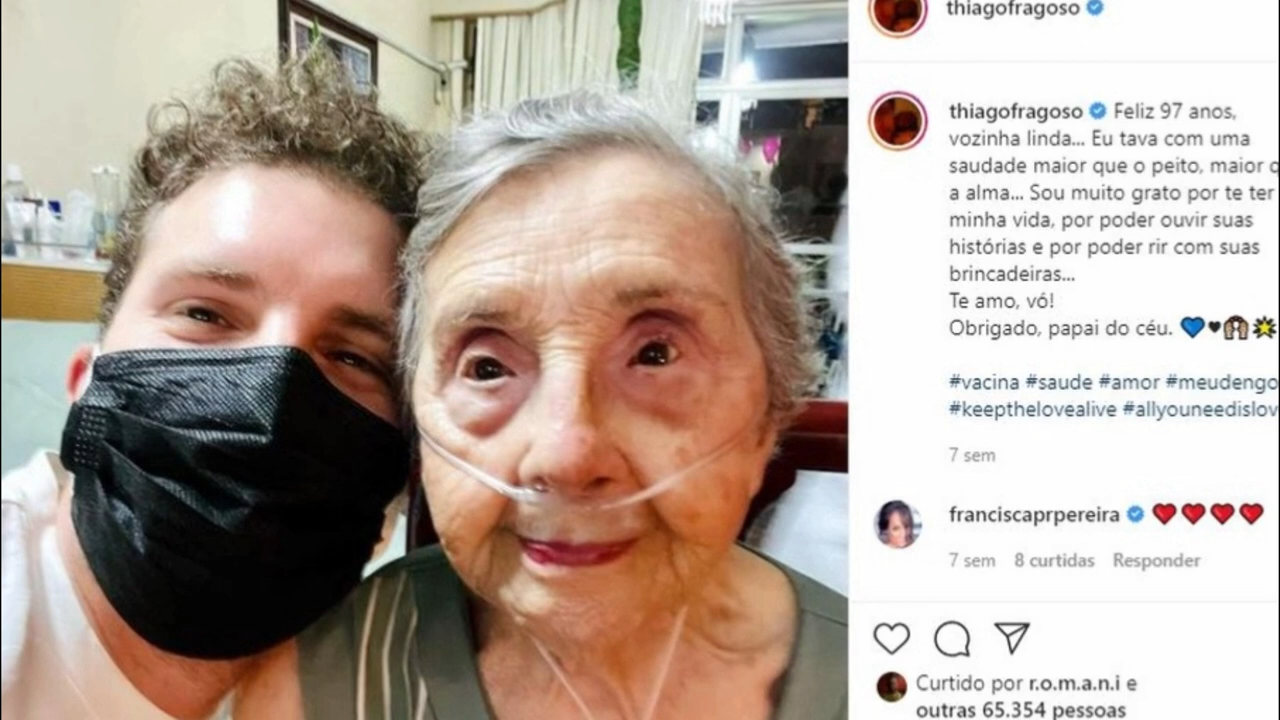 thiagofragoso
thiagofragoso Feliz 97 anos,
vozinha linda... Eu tava com uma
saudade maior que o peito, maior
a alma... Sou muito grato por te ter
minha vida, por poder ouvir suas
histórias e por poder rir com suas
brincadeiras...
Te amo, vó!
Obrigado, papai do céu. 💙♥🙌🌟
#vacina #saude #amor #meudengo
#keepthelovealive #allyouneedislov
7 sem
franciscaprpereira ❤❤❤❤
7 sem 8 curtidas Responder
Curtido por r.o.m.a.n.i e
outras 65.354 pessoas